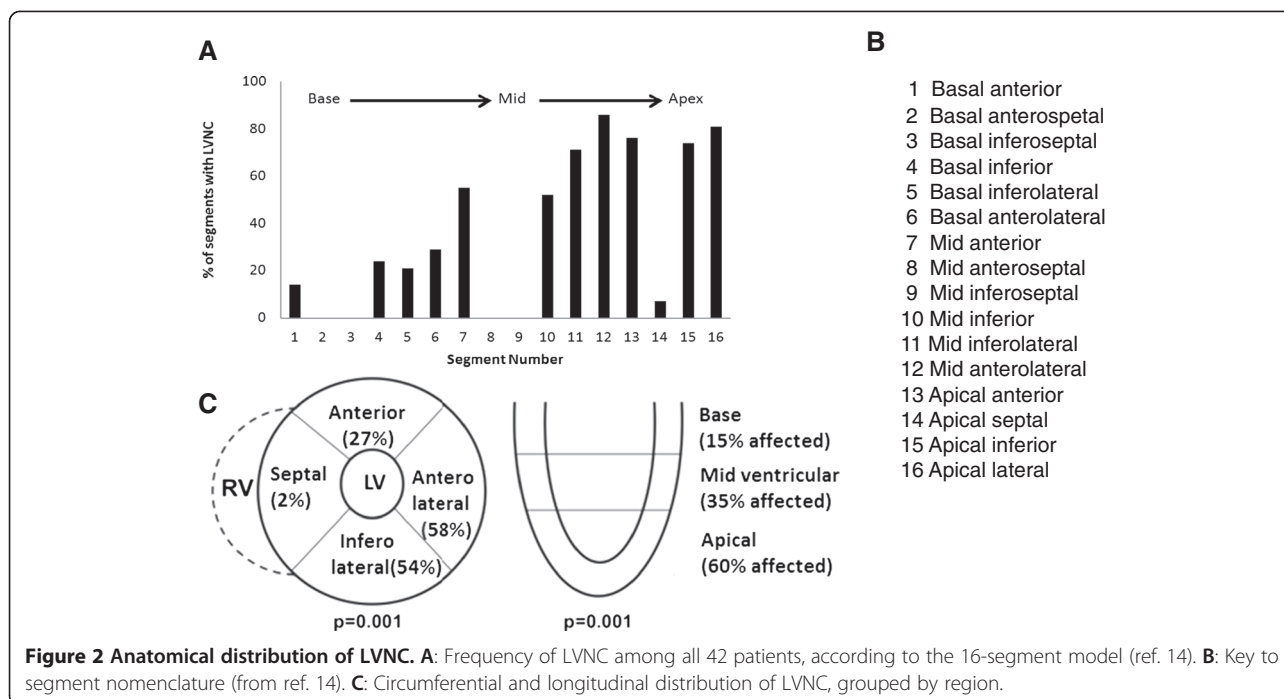 A
% of segments with LVNC
100
80
60
40
20
0
Base
Mid
Apex
1 2 3 4 5 6 7 8 9 10 11 12 13 14 15 16
Segment Number
B
1 Basal anterior
2 Basal anterospetal
3 Basal inferoseptal
4 Basal inferior
5 Basal inferolateral
6 Basal anterolateral
7 Mid anterior
8 Mid anteroseptal
9 Mid inferoseptal
10 Mid inferior
11 Mid inferolateral
12 Mid anterolateral
13 Apical anterior
14 Apical septal
15 Apical inferior
16 Apical lateral
C
Anterior
(27%)
RV
Septal
(2%)
LV
Antero
lateral
(58%)
Infero
lateral(54%)
p=0.001
Base
(15% affected)
Mid ventricular
(35% affected)
Apical
(60% affected)
p=0.001
Figure 2 Anatomical distribution of LVNC. A: Frequency of LVNC among all 42 patients, according to the 16-segment model (ref. 14). B: Key to
segment nomenclature (from ref. 14). C: Circumferential and longitudinal distribution of LVNC, grouped by region.